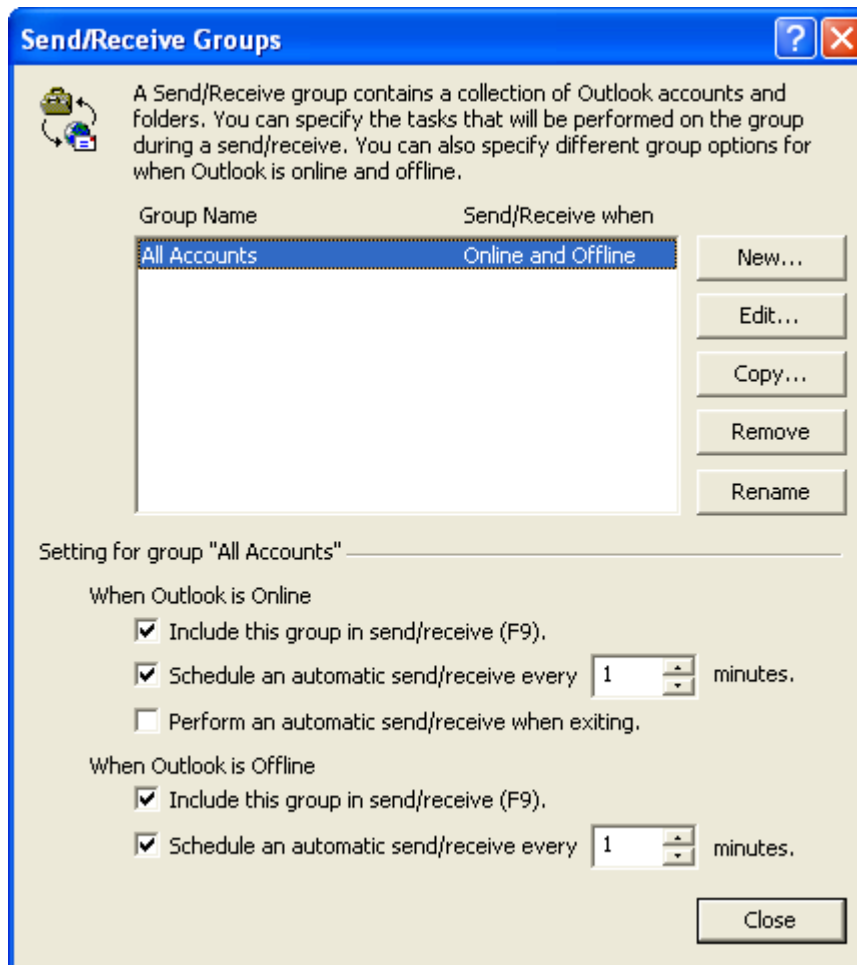 Send/Receive Groups
A Send/Receive group contains a collection of Outlook accounts and
folders. You can specify the tasks that will be performed on the group
during a send/receive. You can also specify different group options for
when Outlook is online and offline.
Group Name Send/Receive when
All Accounts Online and Offline
New...
Edit...
Copy...
Remove
Rename
Setting for group "All Accounts"
When Outlook is Online
Include this group in send/receive (F9).
Schedule an automatic send/receive every 1 minutes.
Perform an automatic send/receive when exiting.
When Outlook is Offline
Include this group in send/receive (F9).
Schedule an automatic send/receive every 1 minutes.
Close